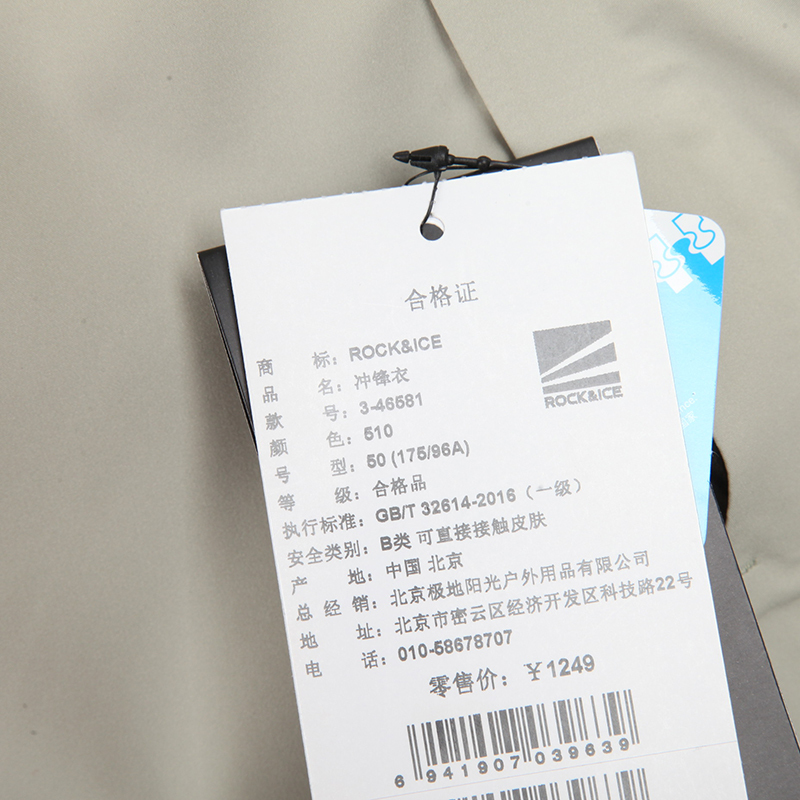 合格证
商 标：ROCK&ICE
品 名：冲锋衣
款 号：3-46581
颜 色：510
号 型：50 (175/96A)
等 级：合格品
执行标准：GB/T 32614-2016（一级）
安全类别：B类 可直接接触皮肤
产 地：中国 北京
总 经 销：北京极地阳光户外用品有限公司
地 址：北京市密云区经济开发区科技路22号
电 话：010-58678707
零售价：¥1249
6 941907 039639
ROCK&ICE